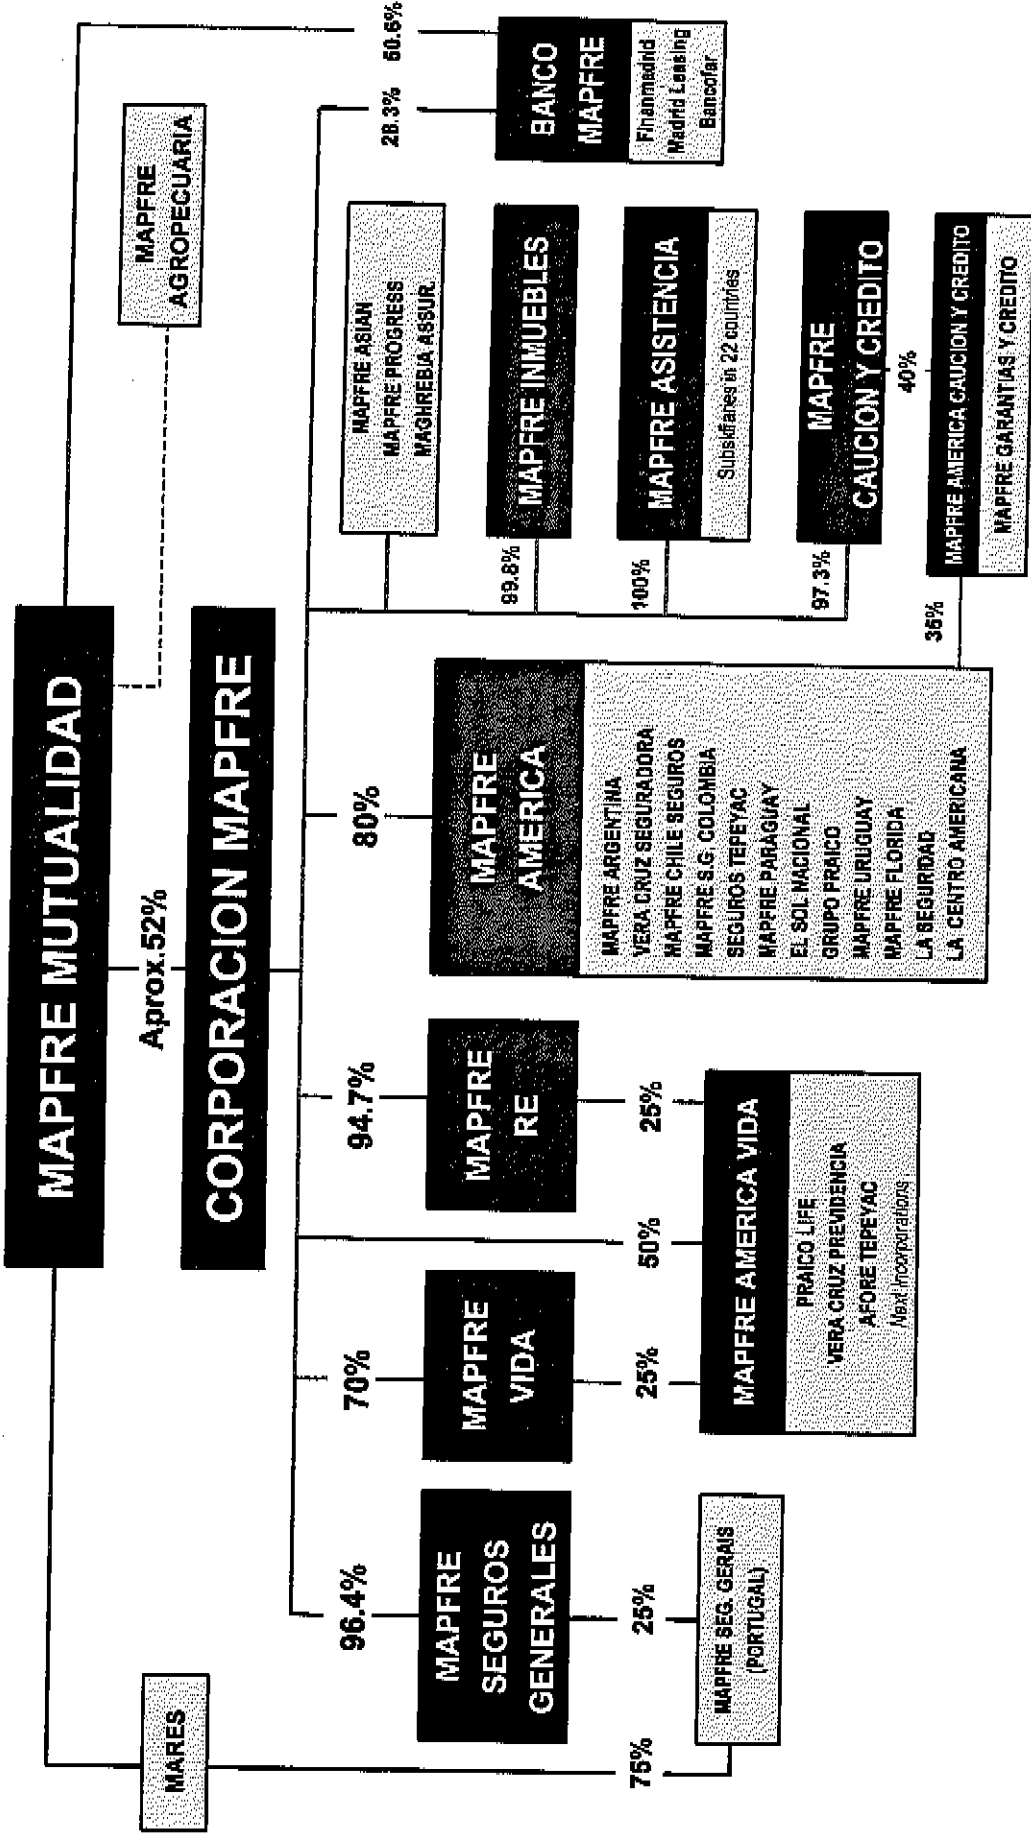 MAPFRE MUTUALIDAD
MAPFRE
AGROPECUARIA
MARES
Aprox.52%
CORPORACION MAPFRE
96.4%
70%
94.7%
80%
28.3%
50.6%
MAPFRE
SEGUROS
GENERALES
MAPFRE
VIDA
MAPFRE
RE
MAPFRE
AMERICA
MAPFRE ARGENTINA
VERA CRUZ SEGURADORA
MAPFRE CHILE SEGUROS
MAPFRE S.G. COLOMBIA
SEGUROS TEPEYAC
MAPFRE PARAGUAY
EL SOL NACIONAL
GRUPO PRAICO
MAPFRE URUGUAY
MAPFRE FLORIDA
LA SEGURIDAD
LA CENTRO AMERICANA
MAPFRE ASIAN
MAPFRE PROGRESS
MAGHREBIA ASSUR.
99.8%
MAPFRE INMUEBLES
100%
MAPFRE ASISTENCIA
Subsidiaries in 22 countries
97.3%
MAPFRE
CAUCION Y CREDITO
40%
35%
MAPFRE AMERICA CAUCION Y CREDITO
MAPFRE GARANTIAS Y CREDITO
BANCO
MAPFRE
Finanmadrid
Madrid Leasing
Bancofar
75%
25%
25%
50%
25%
MAPFRE SEG. GERAIS
(PORTUGAL)
MAPFRE AMERICA VIDA
PRAICO LIFE
VERA CRUZ PREVIDENCIA
AFORE TEPEYAC
Next Incorporations